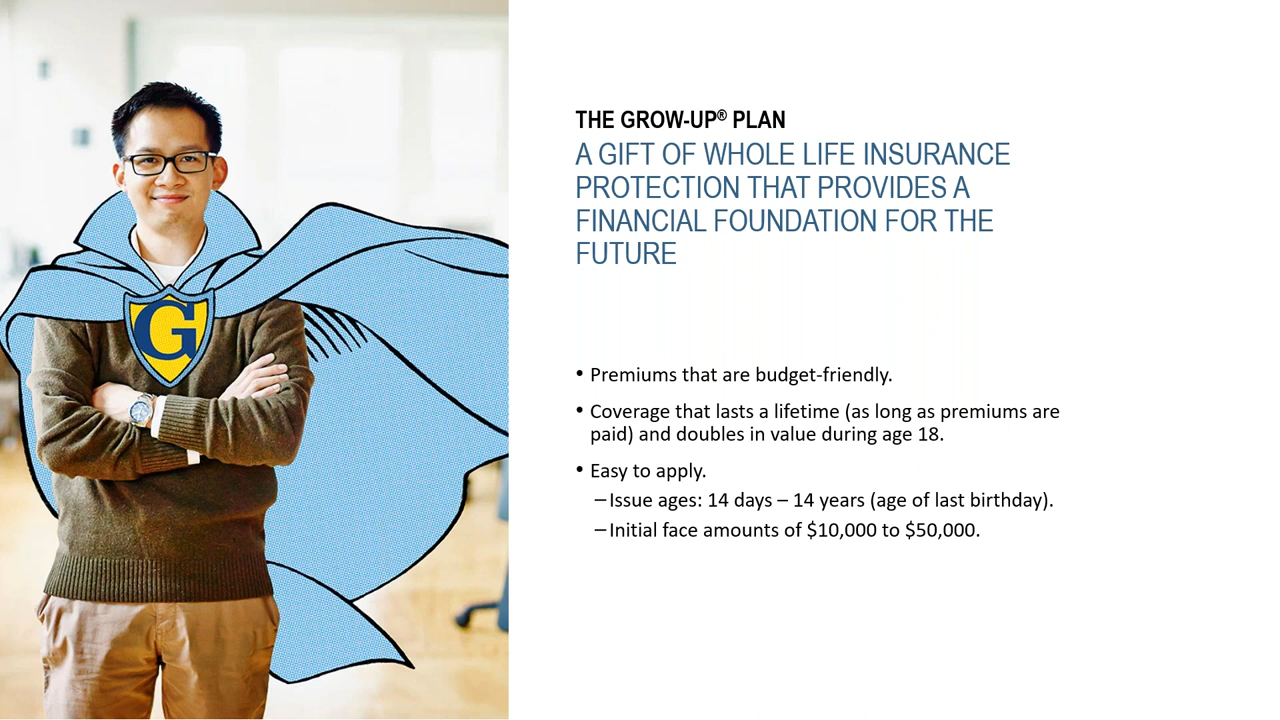 G
THE GROW-UP® PLAN
A GIFT OF WHOLE LIFE INSURANCE
PROTECTION THAT PROVIDES A
FINANCIAL FOUNDATION FOR THE
FUTURE
• Premiums that are budget-friendly.
• Coverage that lasts a lifetime (as long as premiums are
paid) and doubles in value during age 18.
• Easy to apply.
– Issue ages: 14 days – 14 years (age of last birthday).
– Initial face amounts of $10,000 to $50,000.